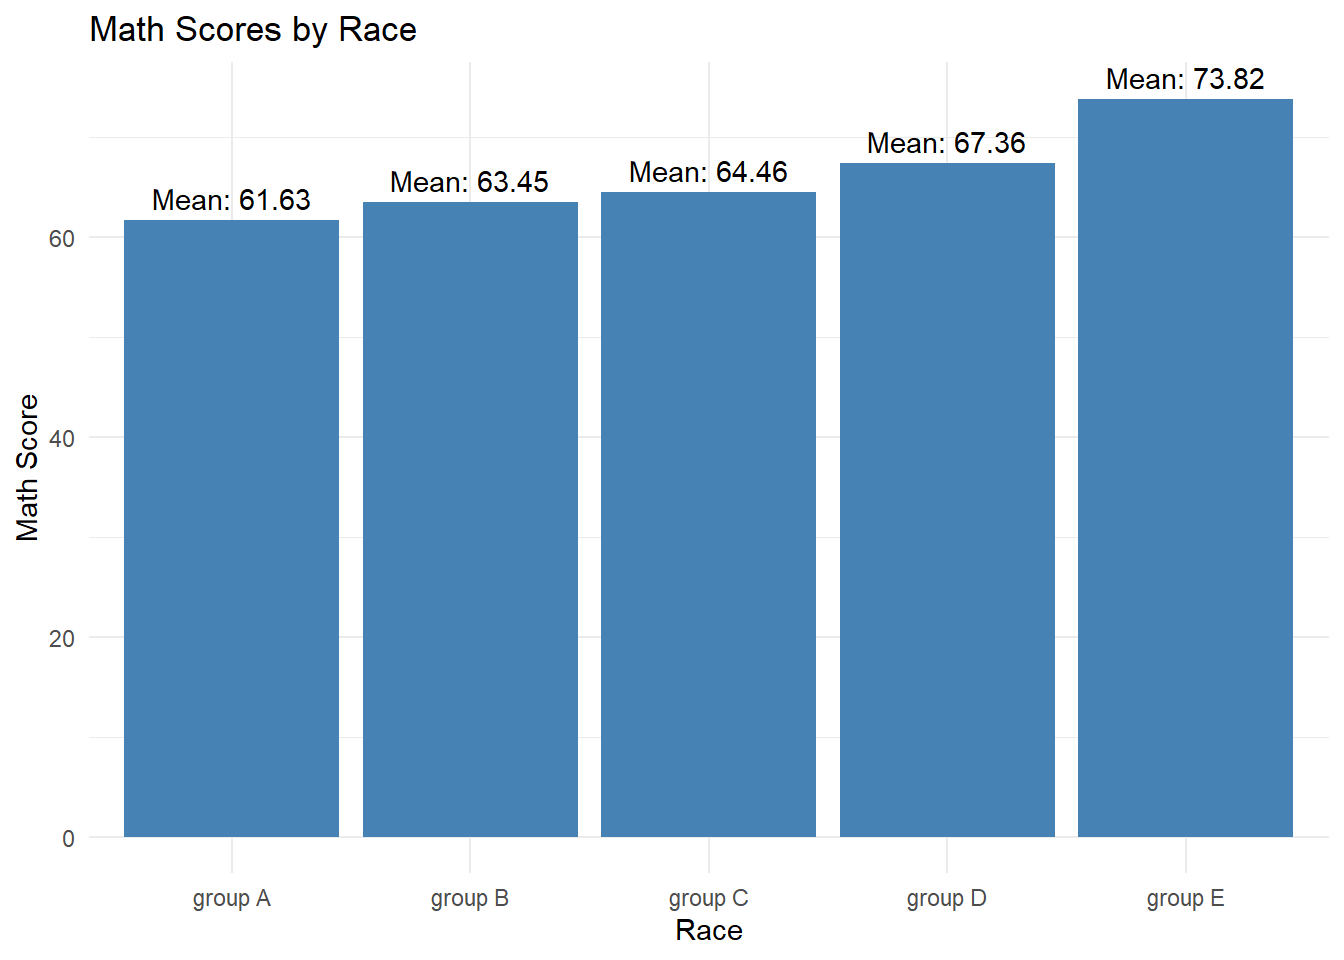 Math Scores by Race
Mean: 73.82
Mean: 67.36
Mean: 64.46
Mean: 63.45
Mean: 61.63
60
40
20
0
Math Score
group A
group B
group C
group D
group E
Race